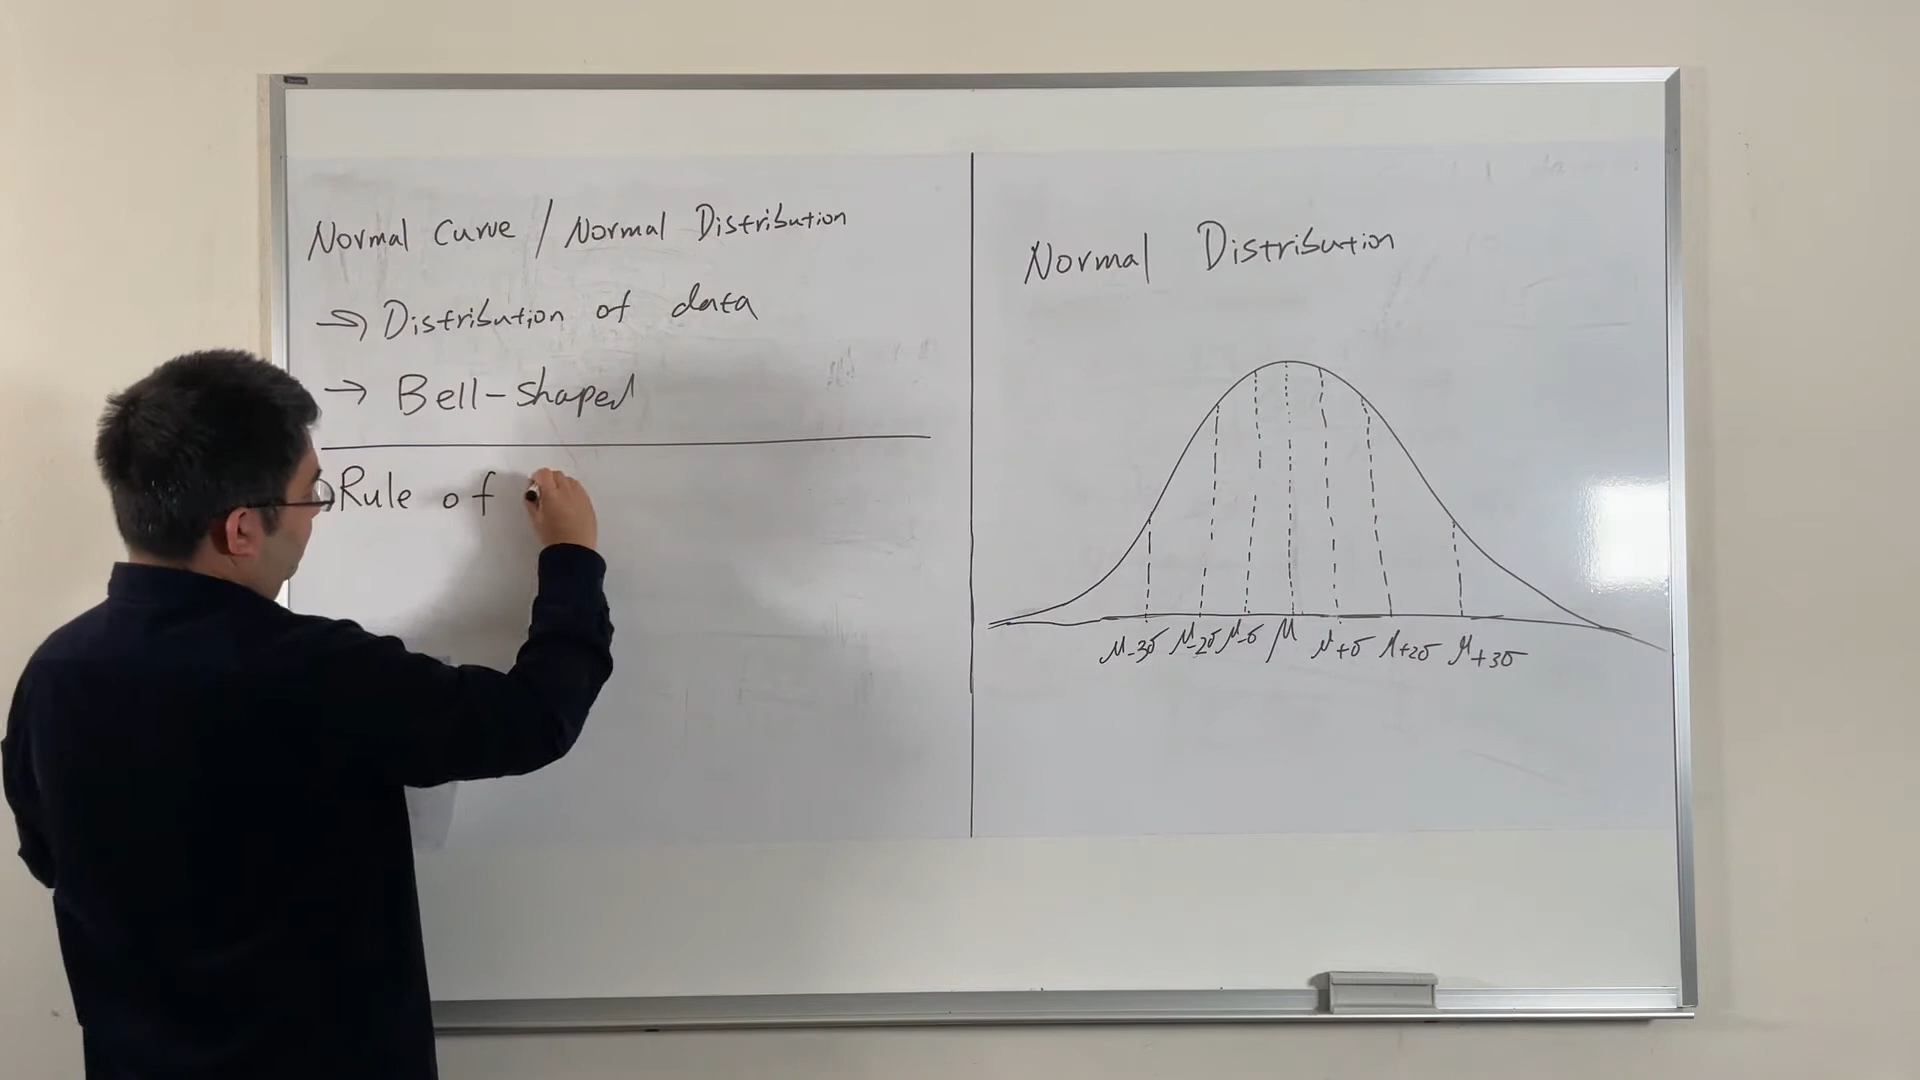 Normal Curve / Normal Distribution
→ Distribution of data
→ Bell-shaped
Rule of
Normal Distribution
μ-3σ μ-2σ μ-σ μ μ+σ μ+2σ μ+3σ